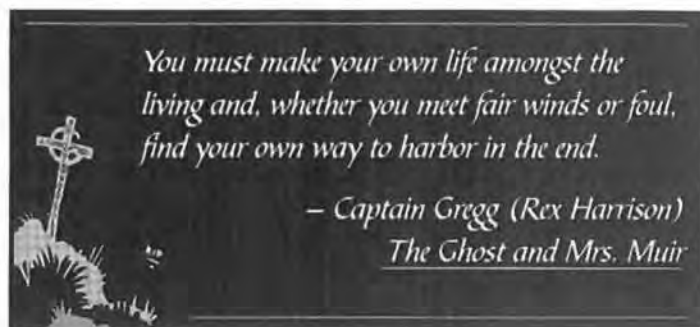 You must make your own life amongst the
living and, whether you meet fair winds or foul,
find your own way to harbor in the end.
– Captain Gregg (Rex Harrison)
The Ghost and Mrs. Muir